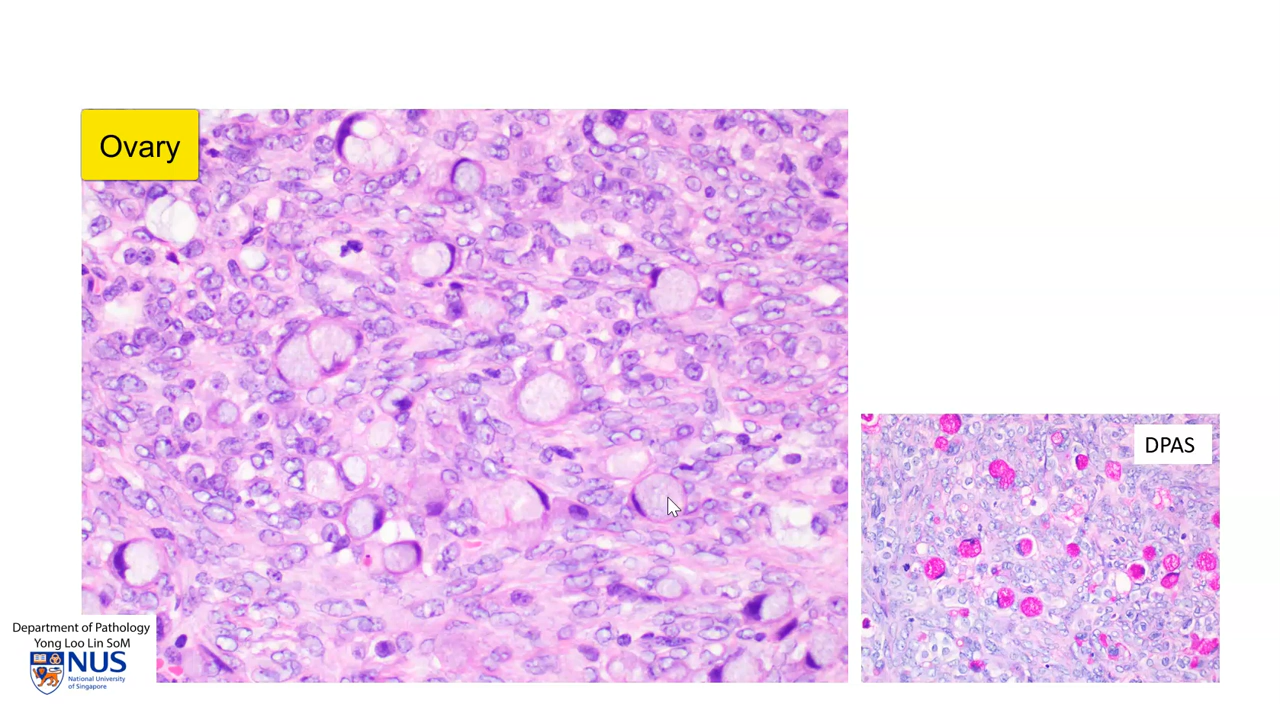 Ovary
DPAS
Department of Pathology
Yong Loo Lin SoM
NUS
National University
of Singapore